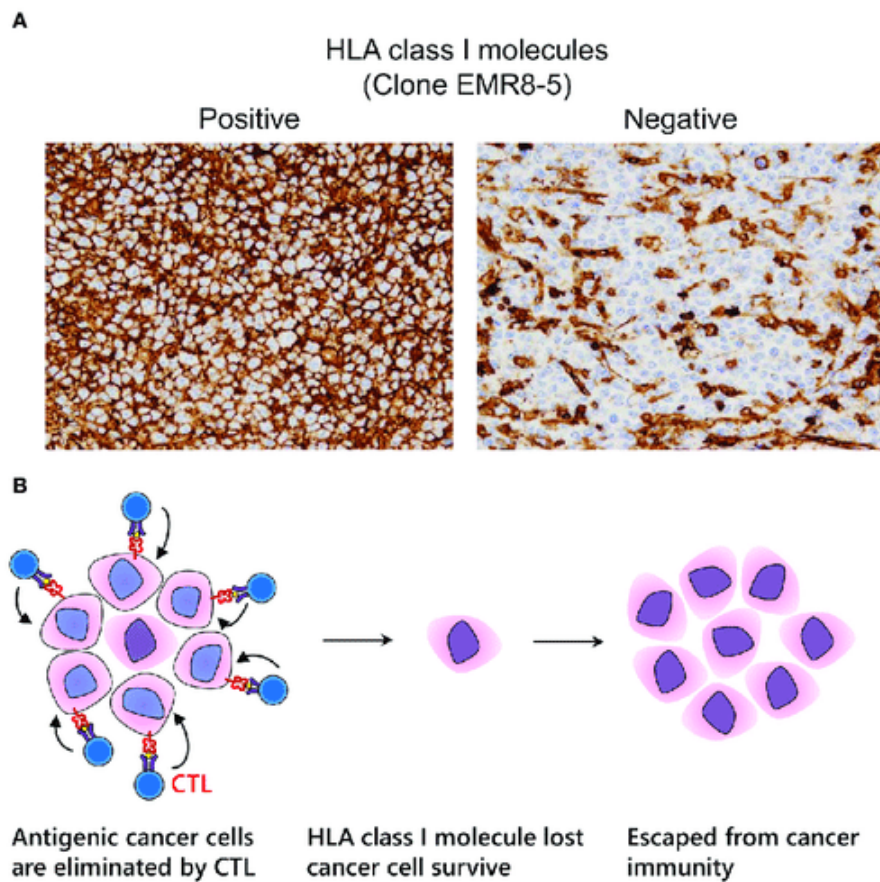 A
HLA class I molecules
(Clone EMR8-5)
Positive
Negative
B
CTL
Antigenic cancer cells
are eliminated by CTL
HLA class I molecule lost
cancer cell survive
Escaped from cancer
immunity